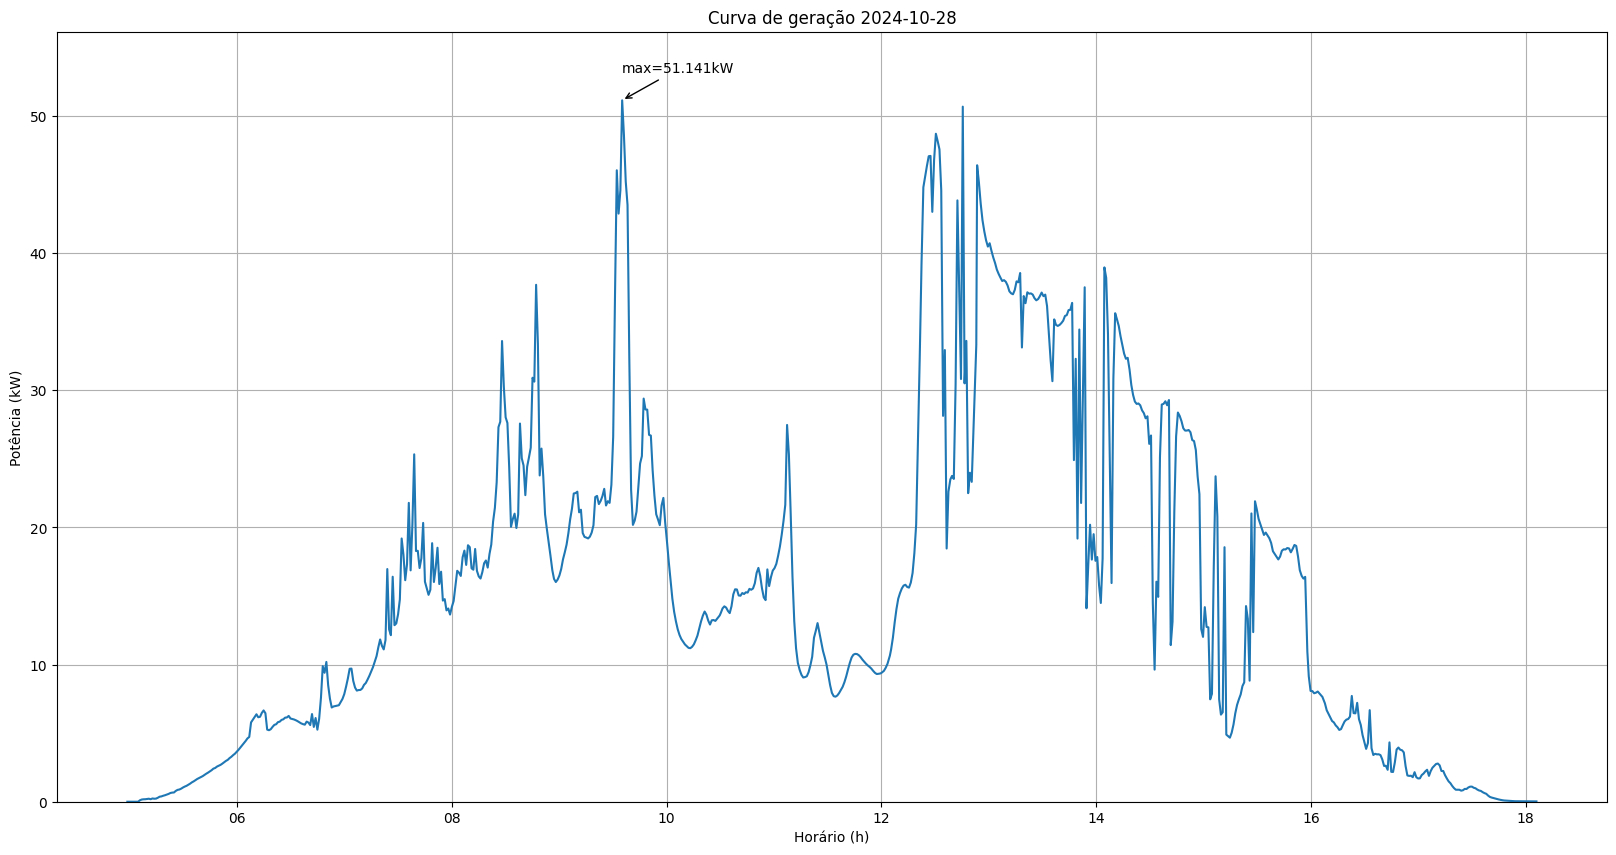 Curva de geração 2024-10-28
max=51.141kW
Potência (kW)
50
40
30
20
10
0
06 08 10 12 14 16 18
Horário (h)